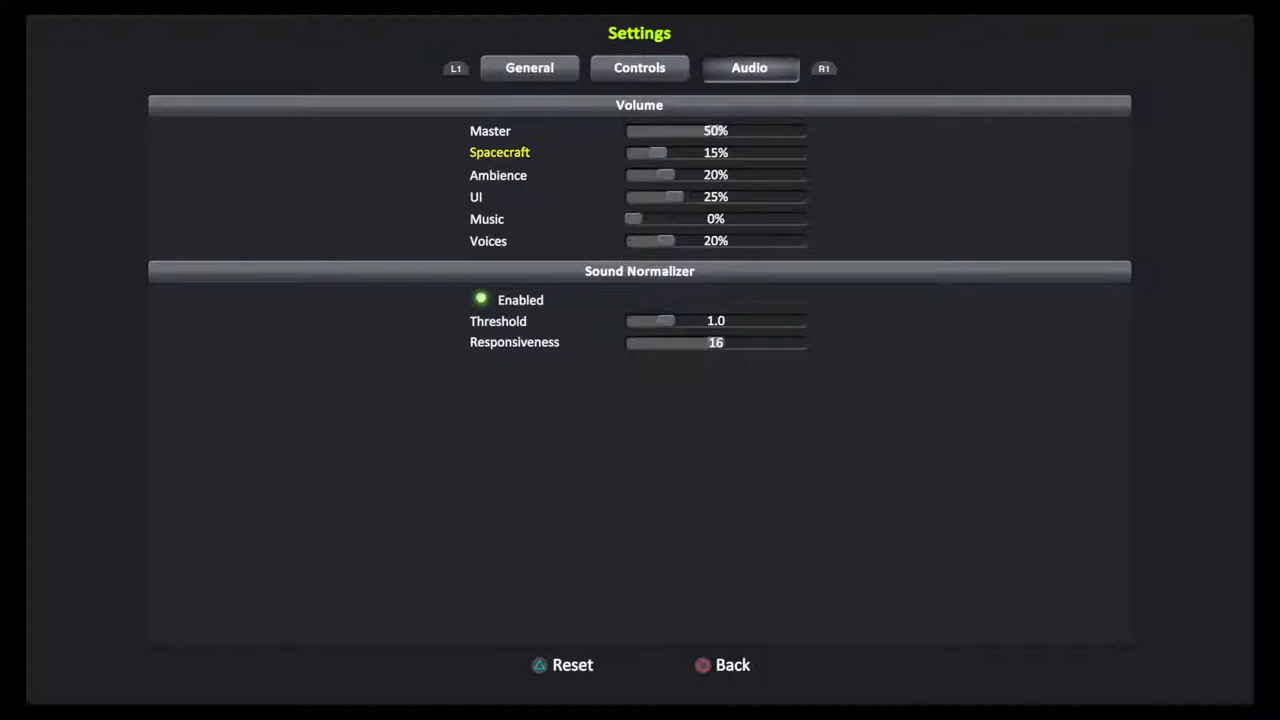 Settings
L1 General Controls Audio R1
Volume
Master 50%
Spacecraft 15%
Ambience 20%
UI 25%
Music 0%
Voices 20%
Sound Normalizer
Enabled
Threshold 1.0
Responsiveness 16
Reset Back